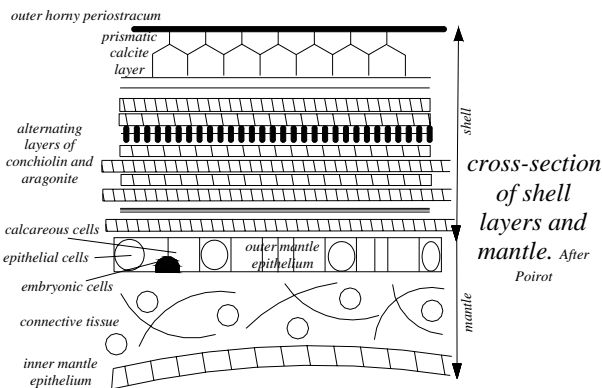 outer horny periostracum
prismatic
calcite
layer
alternating
layers of
conchiolin and
aragonite
shell
cross-section
of shell
layers and
mantle. After
Poirot
calcareous cells
epithelial cells
outer mantle
epithelium
embryonic cells
connective tissue
mantle
inner mantle
epithelium